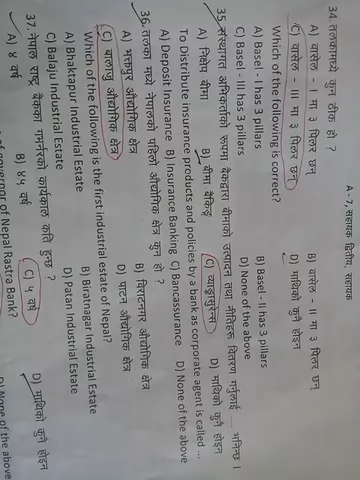 A - 7, सहायक द्वितीय, सहायक
34. तलकामध्ये कुन ठीक हो ?
A) वासेल - I मा ३ पिलर छन् B) वासेल - II मा ३ पिलर छन्
C) वासेल - III मा ३ पिलर छन् D) माथिको कुनै होइन
Which of the following is correct?
A) Basel - I has 3 pillars B) Basel - II has 3 pillars
C) Basel - III has 3 pillars D) None of the above
35. संस्थागत अभिकर्ताको रूपमा बैंकद्वारा बीमाको उत्पादन तथा नीतिहरू वितरण गर्नुलाई ... भनिन्छ ।
A) निक्षेप बीमा B) बीमा बैंकिङ्ग C) व्याङ्कासुरेन्स D) माथिको कुनै होइन
To Distribute insurance products and policies by a bank as corporate agent is called ...
A) Deposit Insurance B) Insurance Banking C) Bancassurance D) None of the above
36. तलका मध्ये नेपालको पहिलो औद्योगिक क्षेत्र कुन हो ?
A) भक्तपुर औद्योगिक क्षेत्र B) विराटनगर औद्योगिक क्षेत्र
C) बालाजु औद्योगिक क्षेत्र D) पाटन औद्योगिक क्षेत्र
Which of the following is the first industrial estate of Nepal?
A) Bhaktapur Industrial Estate B) Biratnagar Industrial Estate
C) Balaju Industrial Estate D) Patan Industrial Estate
37. नेपाल राष्ट्र बैंकका गभर्नरको कार्यकाल कति हुन्छ ?
A) ४ वर्ष B) ४५ वर्ष C) ५ वर्ष D) माथिको कुनै होइन
of governor of Nepal Rastra Bank?
D) None of the above